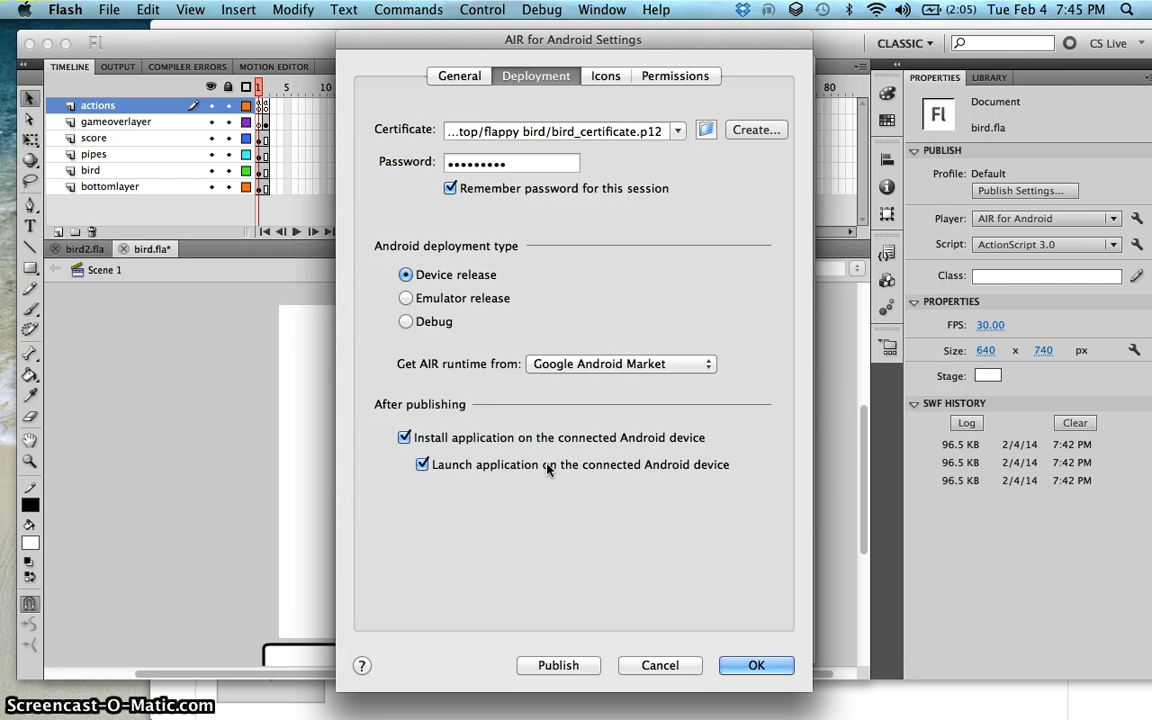 Flash File Edit View Insert Modify Text Commands Control Debug Window Help (2:05) Tue Feb 4 7:45 PM
Fl AIR for Android Settings CLASSIC CS Live
TIMELINE OUTPUT COMPILER ERRORS MOTION EDITOR General Deployment Icons Permissions PROPERTIES LIBRARY
1 5 10 80
actions
gameoverlayer
score
pipes
bird
bottomlayer
bird2.fla bird.fla*
Scene 1
Certificate: ...top/flappy bird/bird_certificate.p12 Create...
Password: •••••••••
Remember password for this session
Android deployment type
Device release
Emulator release
Debug
Get AIR runtime from: Google Android Market
After publishing
Install application on the connected Android device
Launch application on the connected Android device
? Publish Cancel OK
Fl Document
bird.fla
PUBLISH
Profile: Default
Publish Settings...
Player: AIR for Android
Script: ActionScript 3.0
Class:
PROPERTIES
FPS: 30.00
Size: 640 x 740 px
Stage:
SWF HISTORY
Log Clear
96.5 KB 2/4/14 7:42 PM
96.5 KB 2/4/14 7:42 PM
96.5 KB 2/4/14 7:42 PM
T
Screencast-O-Matic.com